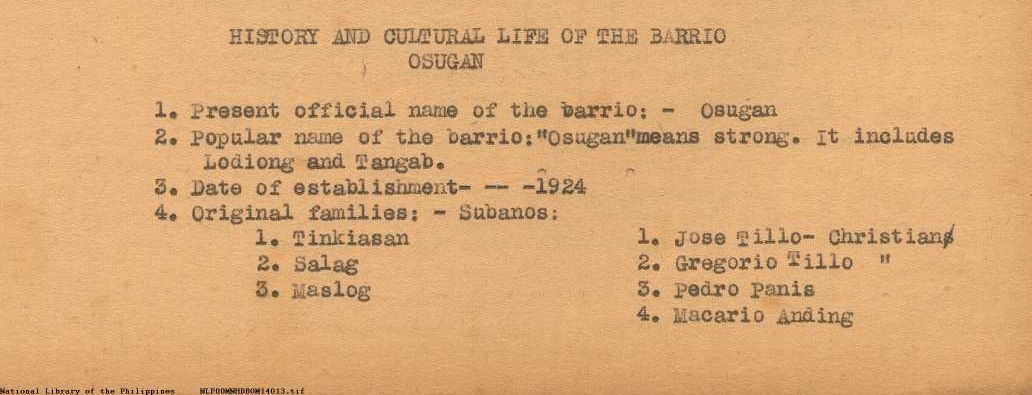 HISTORY AND CULTURAL LIFE OF THE BARRIO
OSUGAN
1. Present official name of the barrio: - Osugan
2. Popular name of the barrio:"Osugan"means strong. It includes
Lodiong and Tangab.
3. Date of establishment- -- -1924
4. Original families: - Subanos:
1. Tinkiasan
2. Salag
3. Maslog
1. Jose Tillo- Christian
2. Gregorio Tillo "
3. Pedro Panis
4. Macario Anding
National Library of the Philippines NLPOOMNHDBOM14013.tif